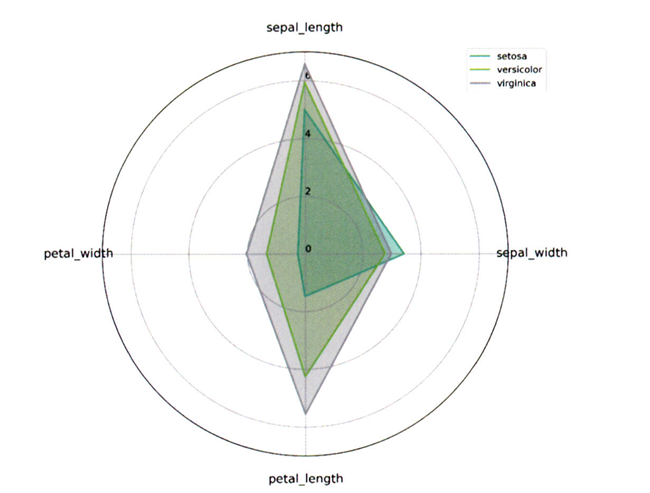 sepal_length
setosa
versicolor
virginica
6
4
2
0
petal_width
sepal_width
petal_length